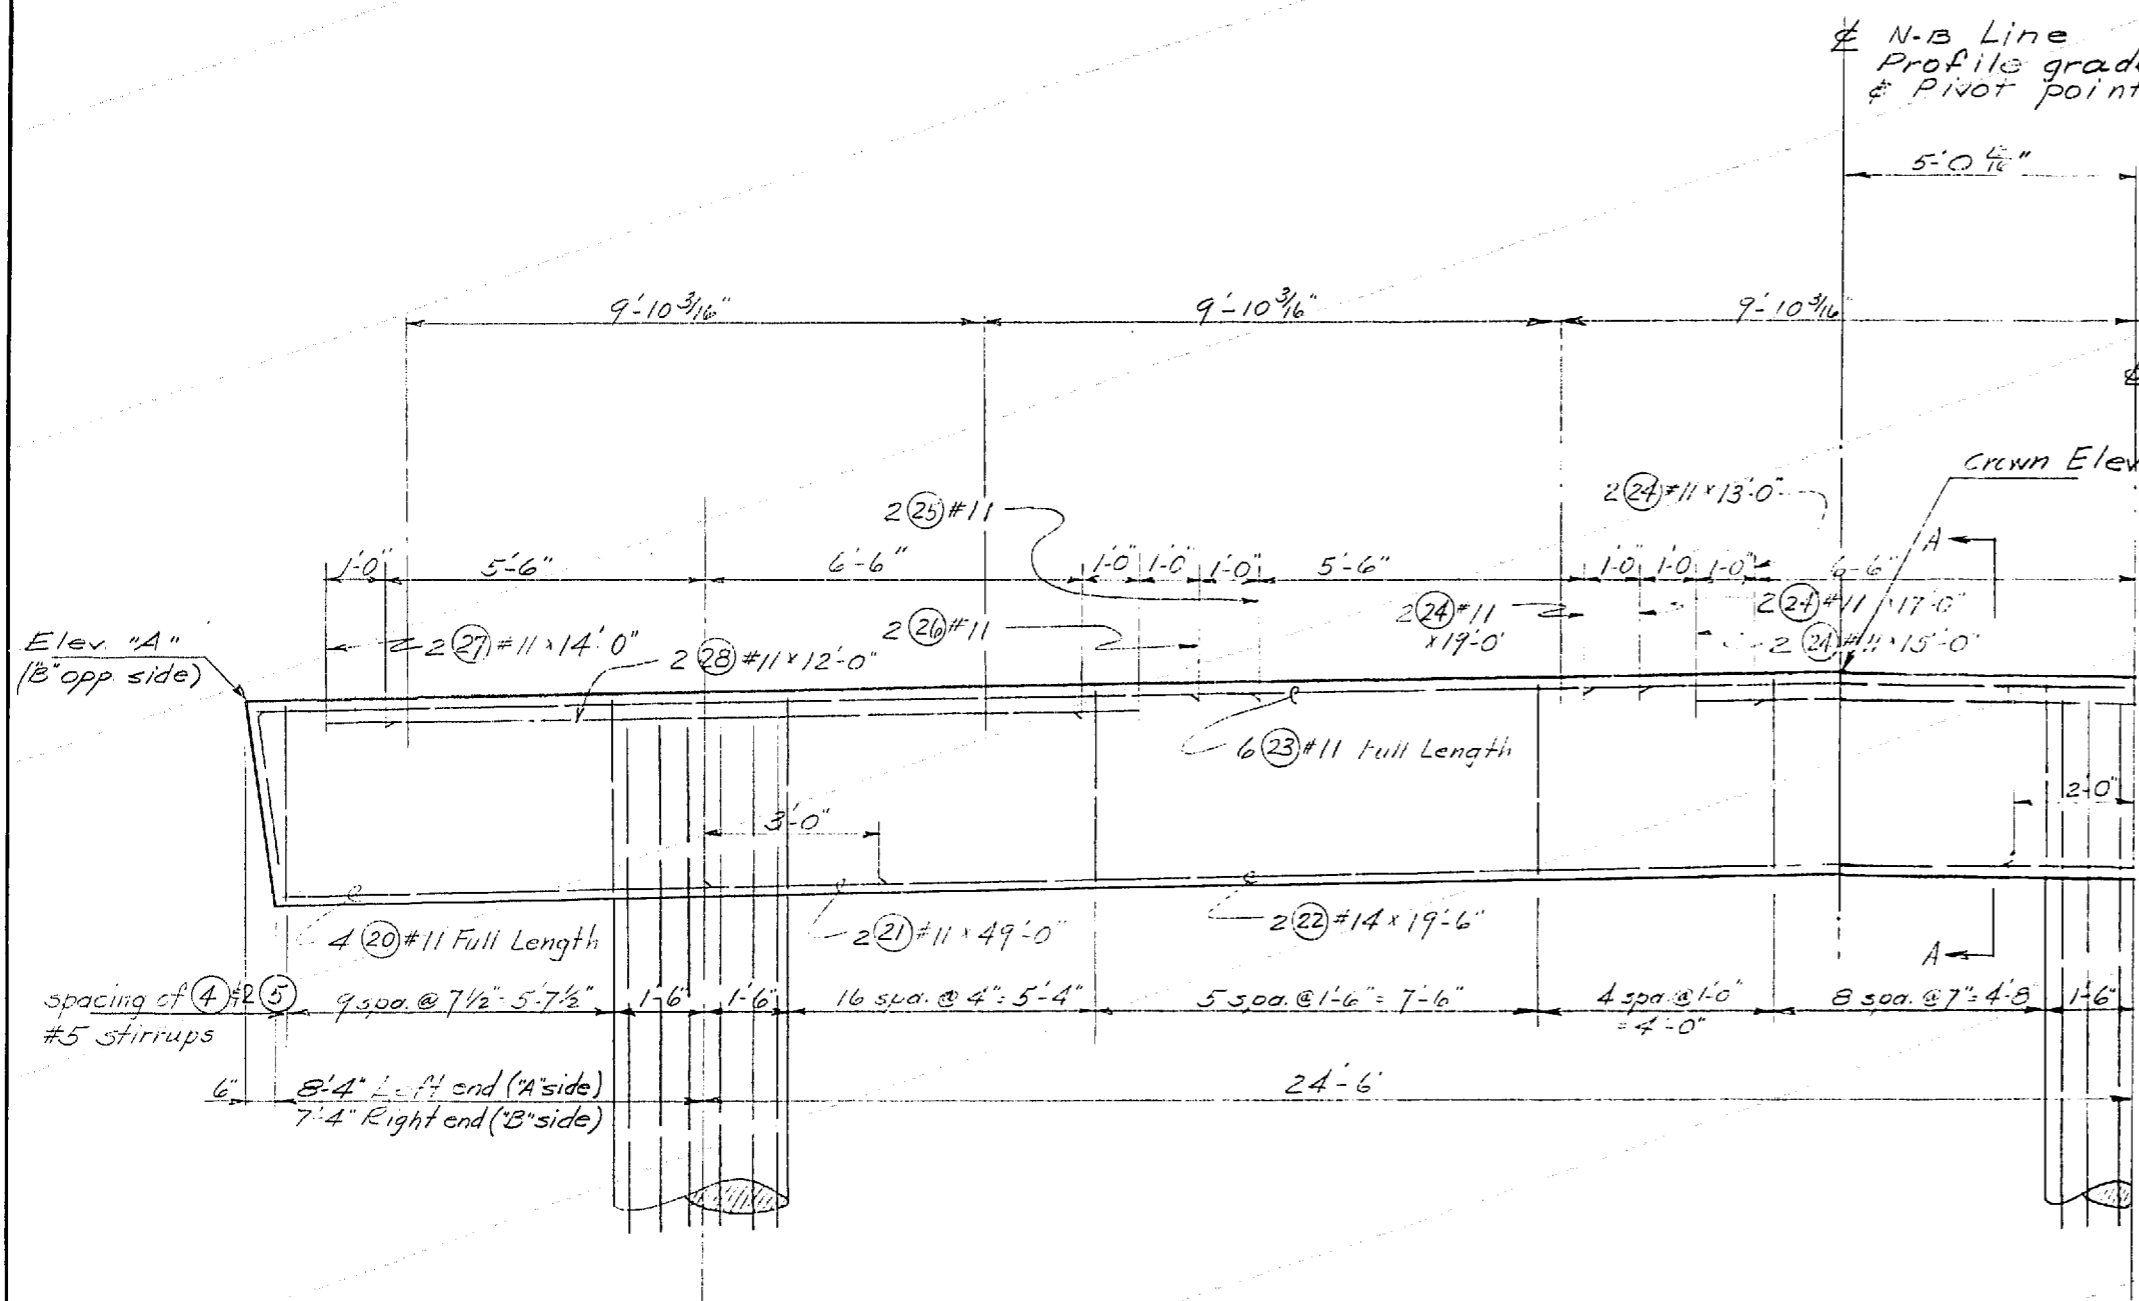 ℄ N-B Line
Profile grade
& Pivot point
9'-10 3/16"
9'-10 3/16"
9'-10 3/16"
Crown Elev
2 (24) #11 × 13'-0"
2 (25) #11
1'-0"
5'-6"
6'-6"
1'-0"
1'-0"
1'-0"
5'-6"
1'-0"
1'-0"
1'-0"
6'-6"
A
2 (24) #11
×19'-0"
2 (24) #11 × 17'-0"
2 (24) #11 × 15'-0"
2 (26) #11
Elev. "A"
("B" opp. side)
2 (27) #11 × 14'-0"
2 (28) #11 × 12'-0"
6 (23) #11 Full Length
3'-0"
2'-0"
4 (20) #11 Full Length
2 (21) #11 × 49'-0"
2 (22) #14 × 19'-6"
A
spacing of (4) & 2 (5)
#5 stirrups
9 spa. @ 7 1/2" = 5'-7 1/2"
1'-6"
1'-6"
16 spa. @ 4" = 5'-4"
5 spa. @ 1'-6" = 7'-6"
4 spa. @ 1'-0"
= 4'-0"
8 spa. @ 7" = 4'-8
1'-6"
6"
8'-4" Left end ("A" side)
7'-4" Right end ("B" side)
24'-6"